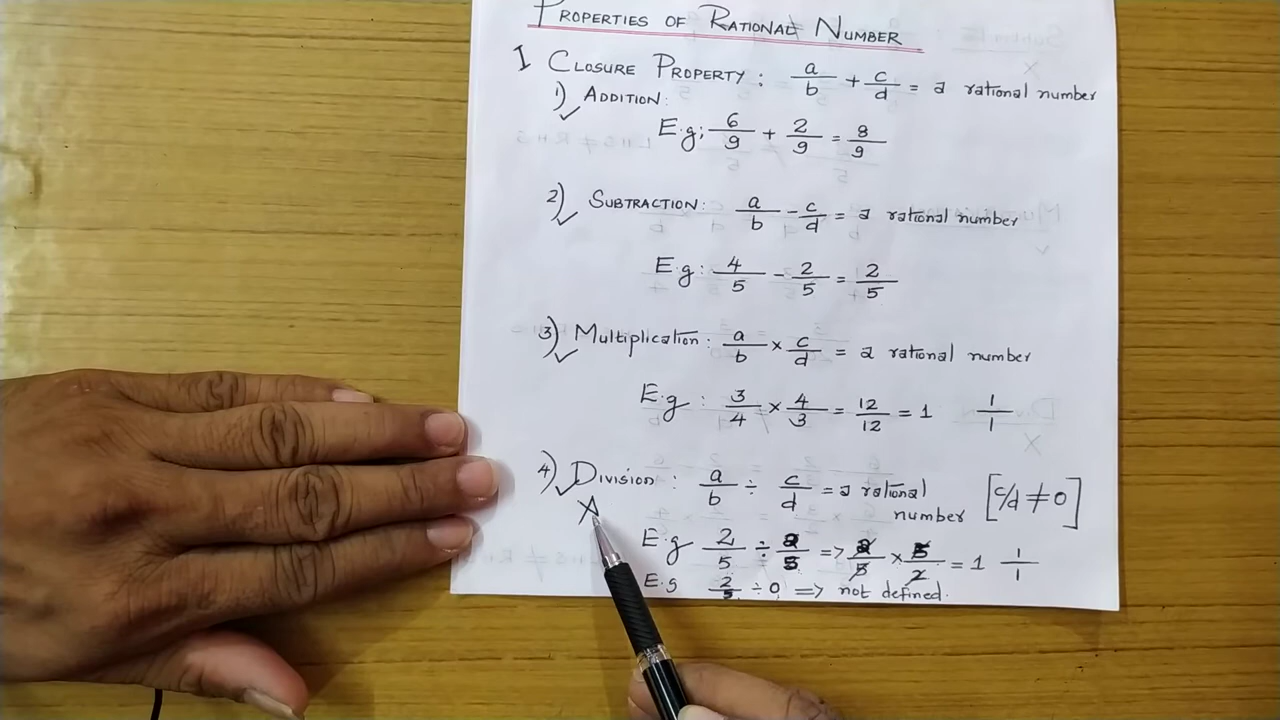 PROPERTIES OF RATIONAL NUMBER
I CLOSURE PROPERTY : a/b + c/d = a rational number
1) ADDITION:
E.g; 6/9 + 2/9 = 8/9
2) SUBTRACTION: a/b - c/d = a rational number
E.g: 4/5 - 2/5 = 2/5
3) Multiplication: a/b × c/d = a rational number
E.g: 3/4 × 4/3 = 12/12 = 1 1/1
4) Division: a/b ÷ c/d = a rational number [c/d ≠ 0]
E.g 2/5 ÷ 2/5 => 2/5 × 5/2 = 1 1/1
E.g 2/5 ÷ 0 => not defined.